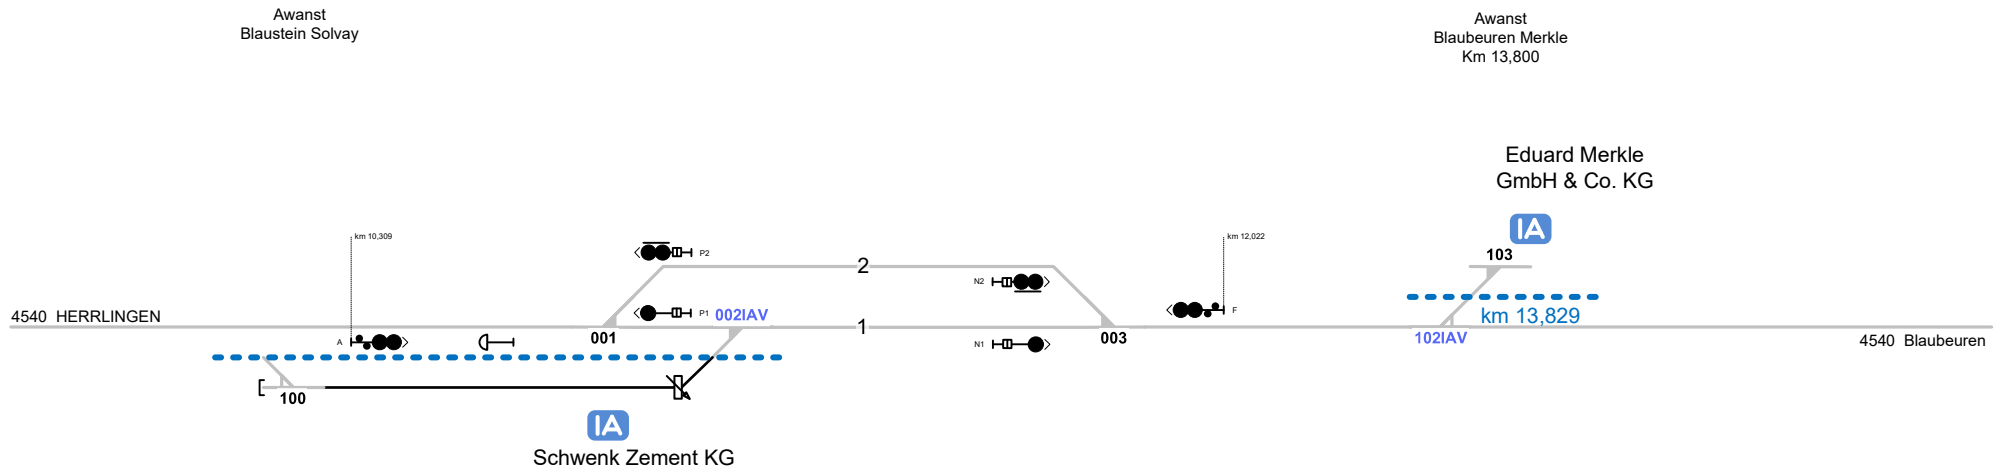 Awanst
Blaustein Solvay
Awanst
Blaubeuren Merkle
Km 13,800
Eduard Merkle
GmbH & Co. KG
IA
103
km 10,309
km 12,022
P2
2
N2
4540 HERRLINGEN
P1
002IAV
1
F
km 13,829
A
001
N1
003
102IAV
4540 Blaubeuren
100
IA
Schwenk Zement KG